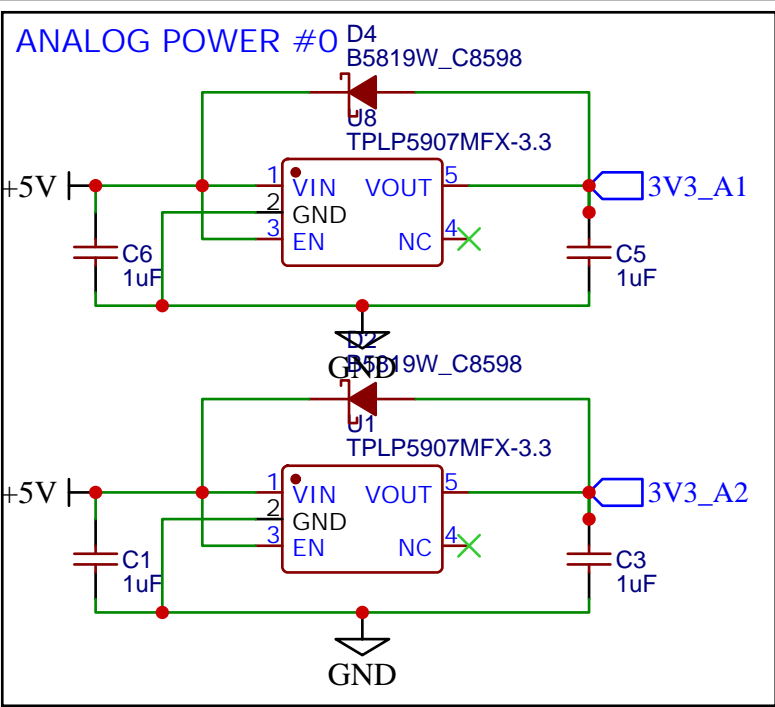 ANALOG POWER #0
D4
B5819W_C8598
U8
TPLP5907MFX-3.3
+5V
1
VIN
VOUT
5
3V3_A1
2
GND
3
EN
NC
4
C6
1uF
C5
1uF
GND
D2
B5819W_C8598
U1
TPLP5907MFX-3.3
+5V
1
VIN
VOUT
5
3V3_A2
2
GND
3
EN
NC
4
C1
1uF
C3
1uF
GND